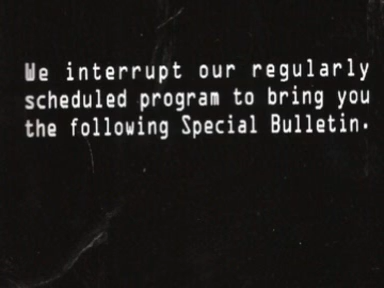 We interrupt our regularly
scheduled program to bring you
the following Special Bulletin.